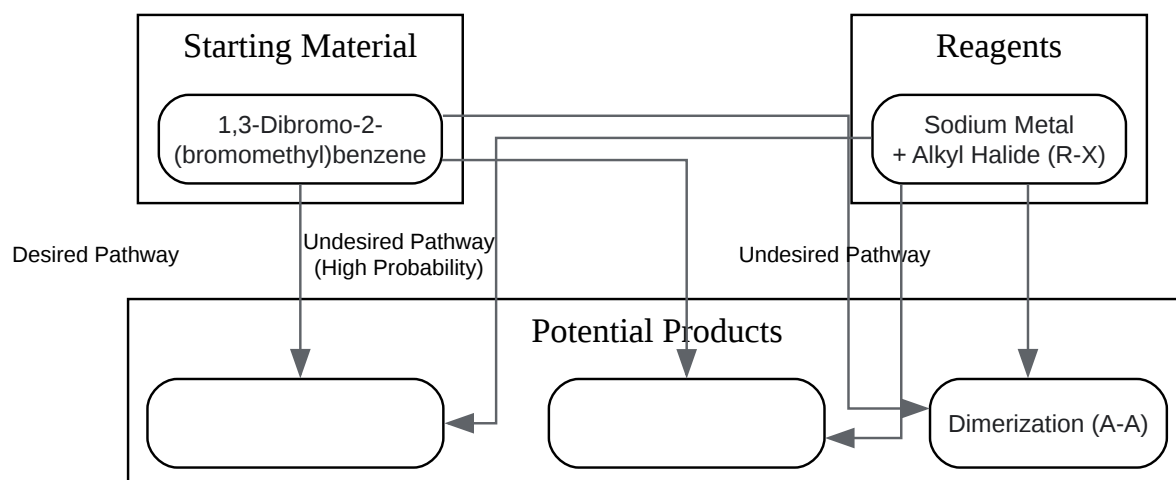 Starting Material
Reagents
1,3-Dibromo-2-
(bromomethyl)benzene
Sodium Metal
+ Alkyl Halide (R-X)
Desired Pathway
Undesired Pathway
(High Probability)
Undesired Pathway
Potential Products
Dimerization (A-A)